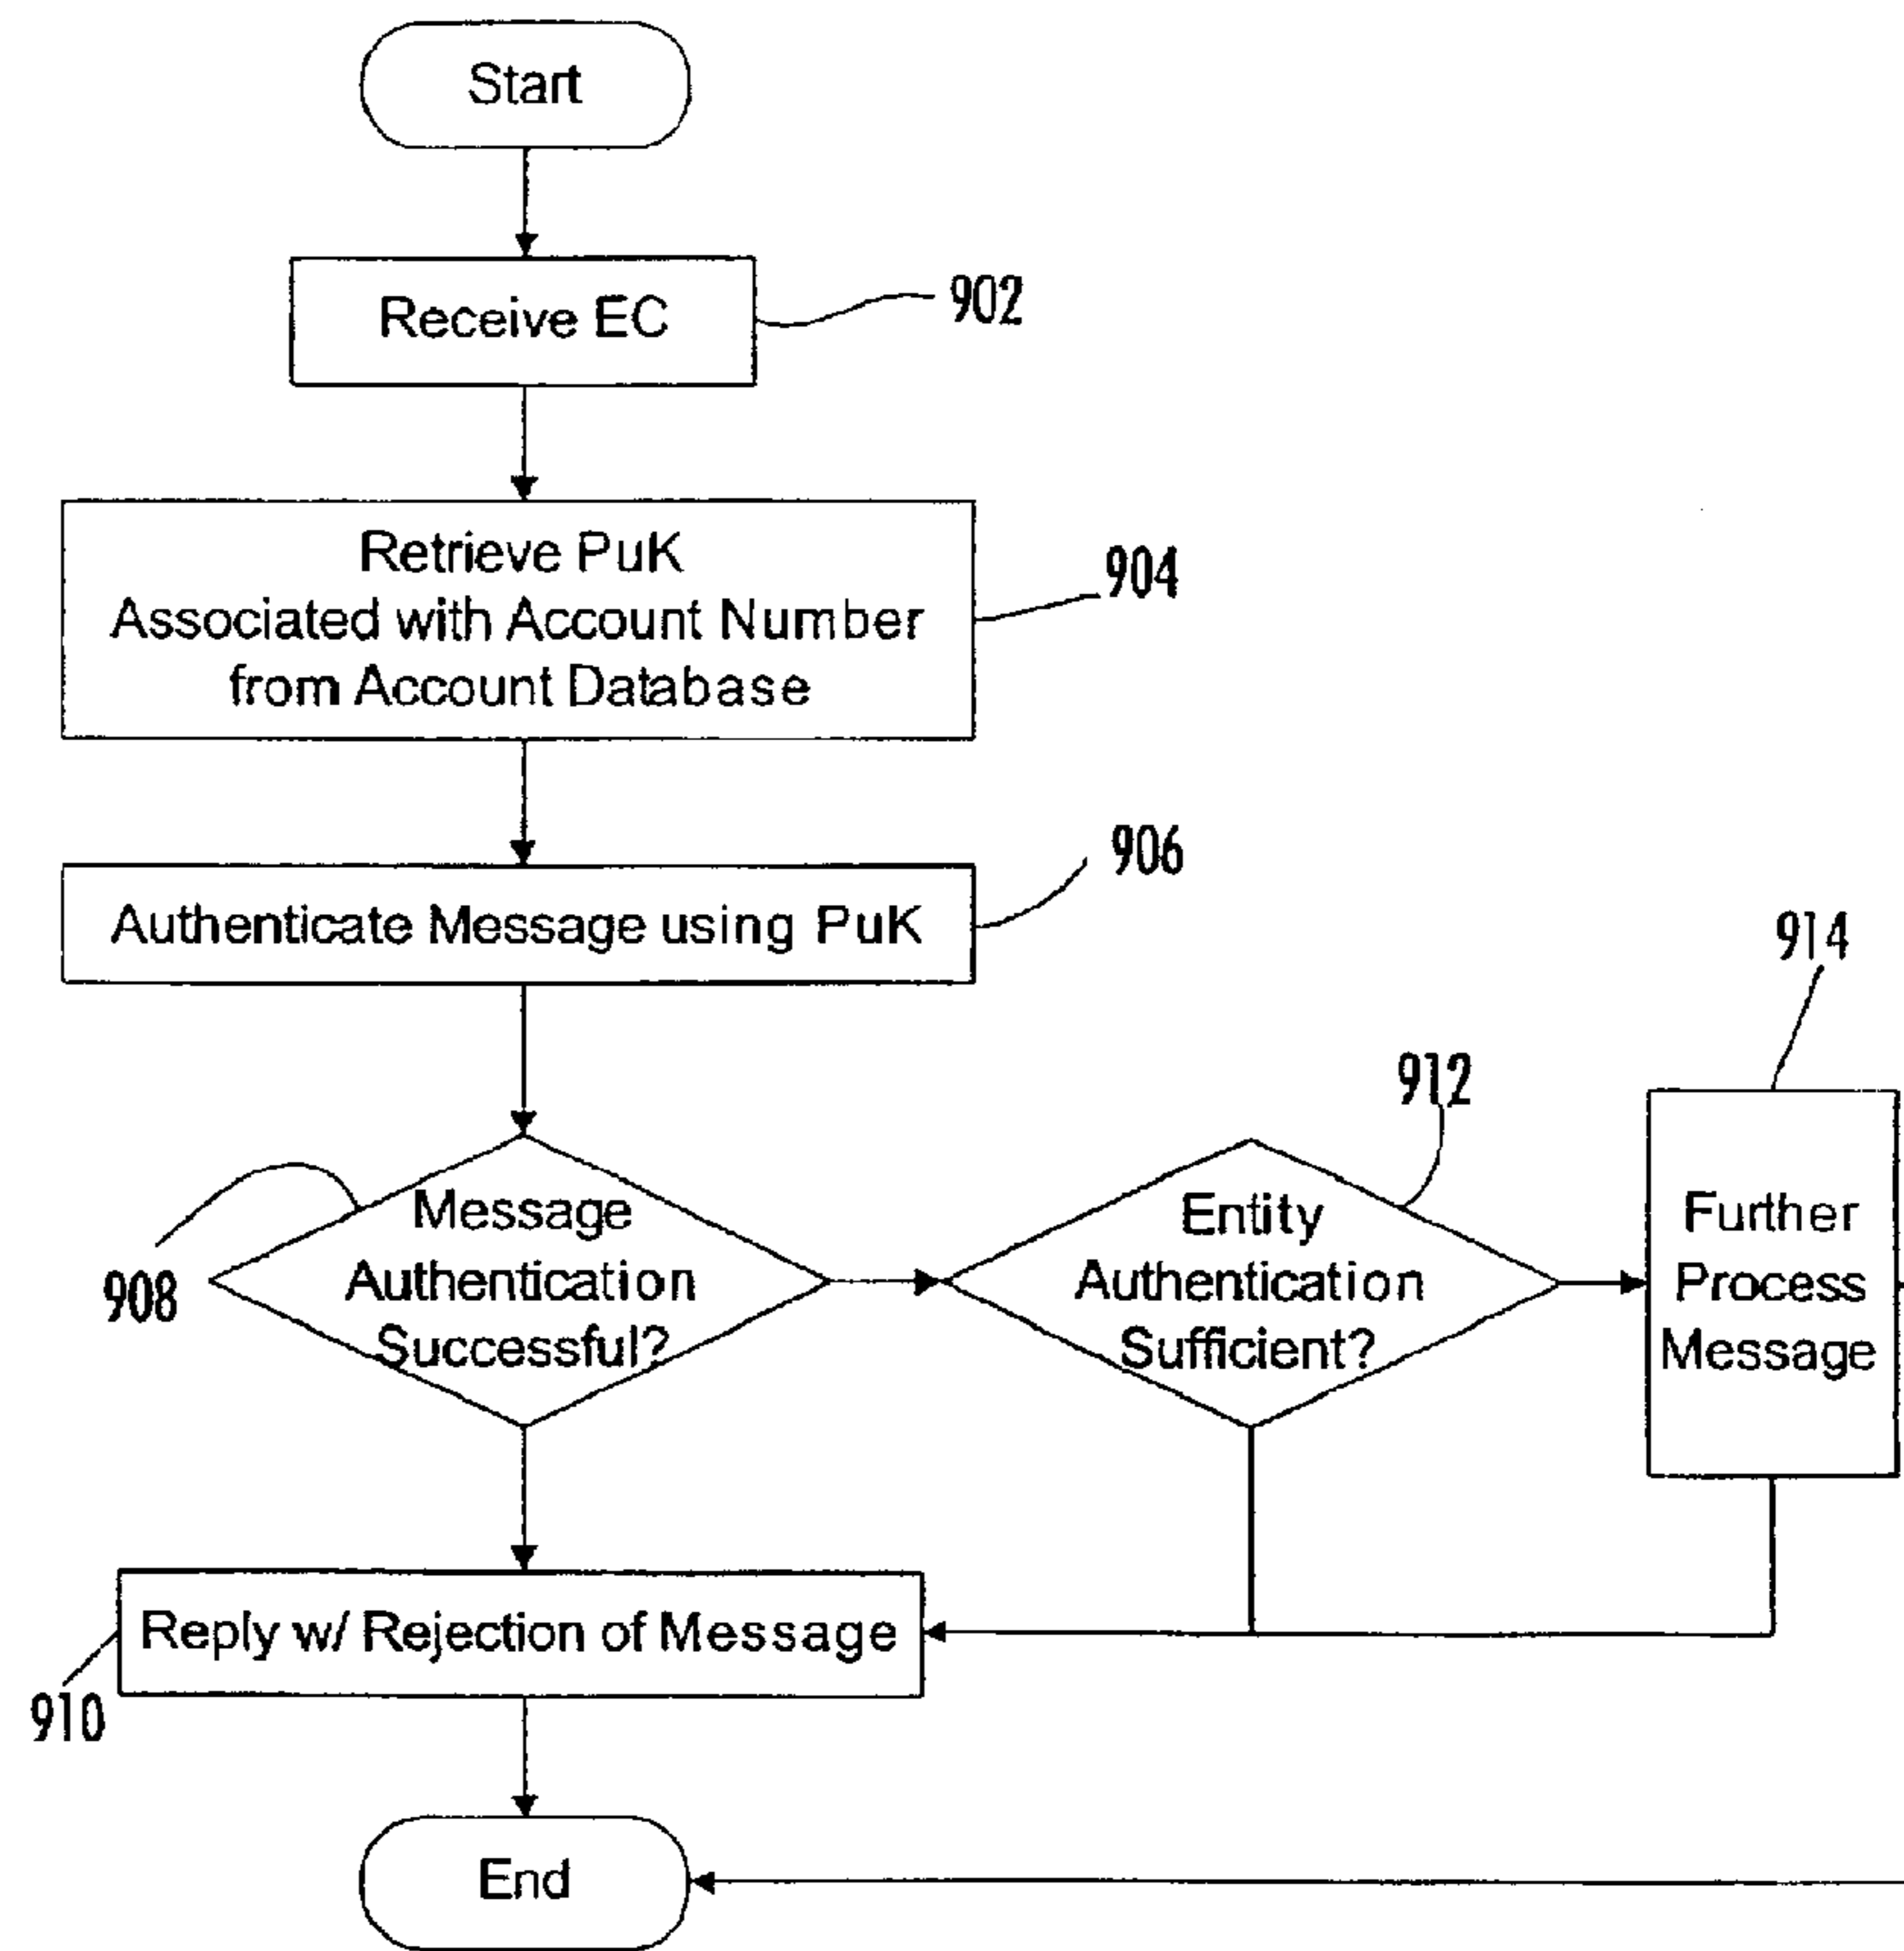 Start
Receive EC
902
Retrieve PuK
Associated with Account Number
from Account Database
904
Authenticate Message using PuK
906
914
912
Message
Authentication
Successful?
908
Entity
Authentication
Sufficient?
Further
Process
Message
Reply w/ Rejection of Message
910
End